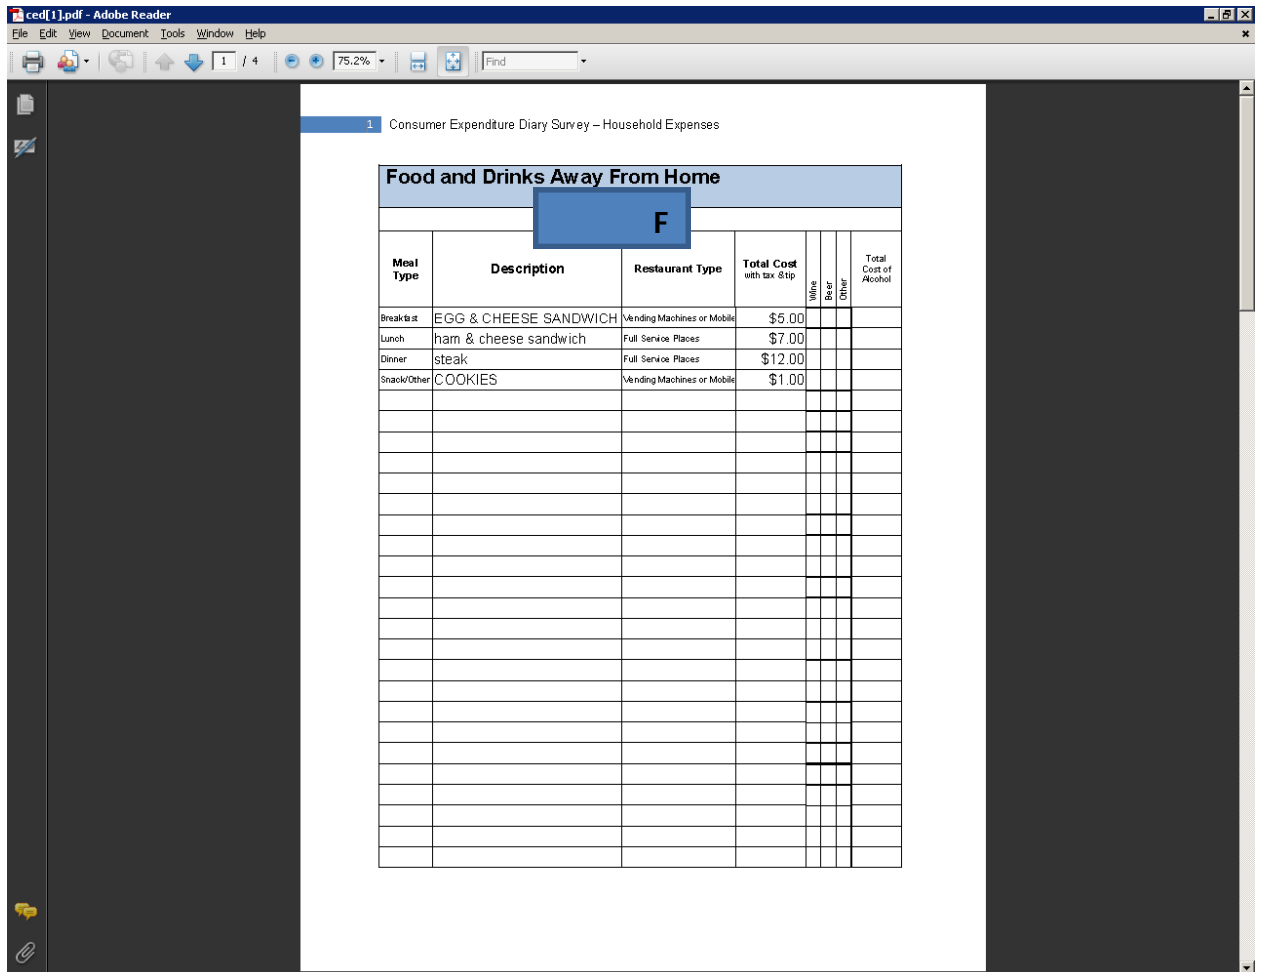 ced[1].pdf - Adobe Reader
File Edit View Document Tools Window Help
1 / 4 75.2% Find
1 Consumer Expenditure Diary Survey – Household Expenses
Food and Drinks Away From Home
F
Meal Type Description Restaurant Type Total Cost with tax & tip Wine Beer Other Total Cost of Alcohol
Breakfast EGG & CHEESE SANDWICH Vending Machines or Mobile $5.00
Lunch ham & cheese sandwich Full Service Places $7.00
Dinner steak Full Service Places $12.00
Snack/Other COOKIES Vending Machines or Mobile $1.00